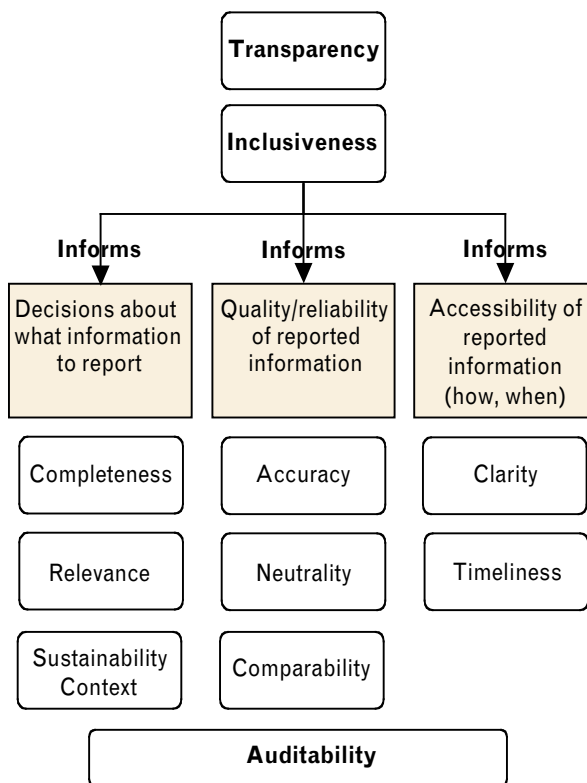 Transparency
Inclusiveness
Informs
Informs
Informs
Decisions about
what information
to report
Quality/reliability
of reported
information
Accessibility of
reported
information
(how, when)
Completeness
Accuracy
Clarity
Relevance
Neutrality
Timeliness
Sustainability
Context
Comparability
Auditability